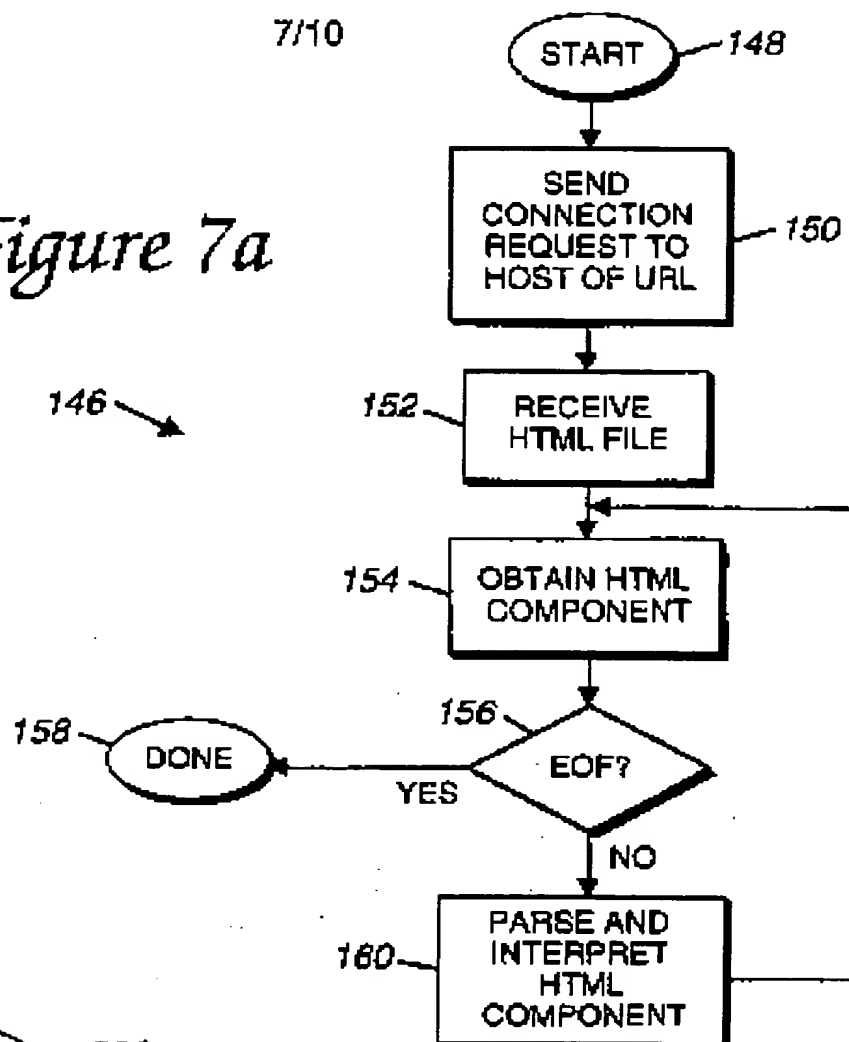 7/10
START
148
SEND
CONNECTION
REQUEST TO
HOST OF URL
150
Figure 7a
146
152
RECEIVE
HTML FILE
154
OBTAIN HTML
COMPONENT
156
158
DONE
EOF?
YES
NO
160
PARSE AND
INTERPRET
HTML
COMPONENT